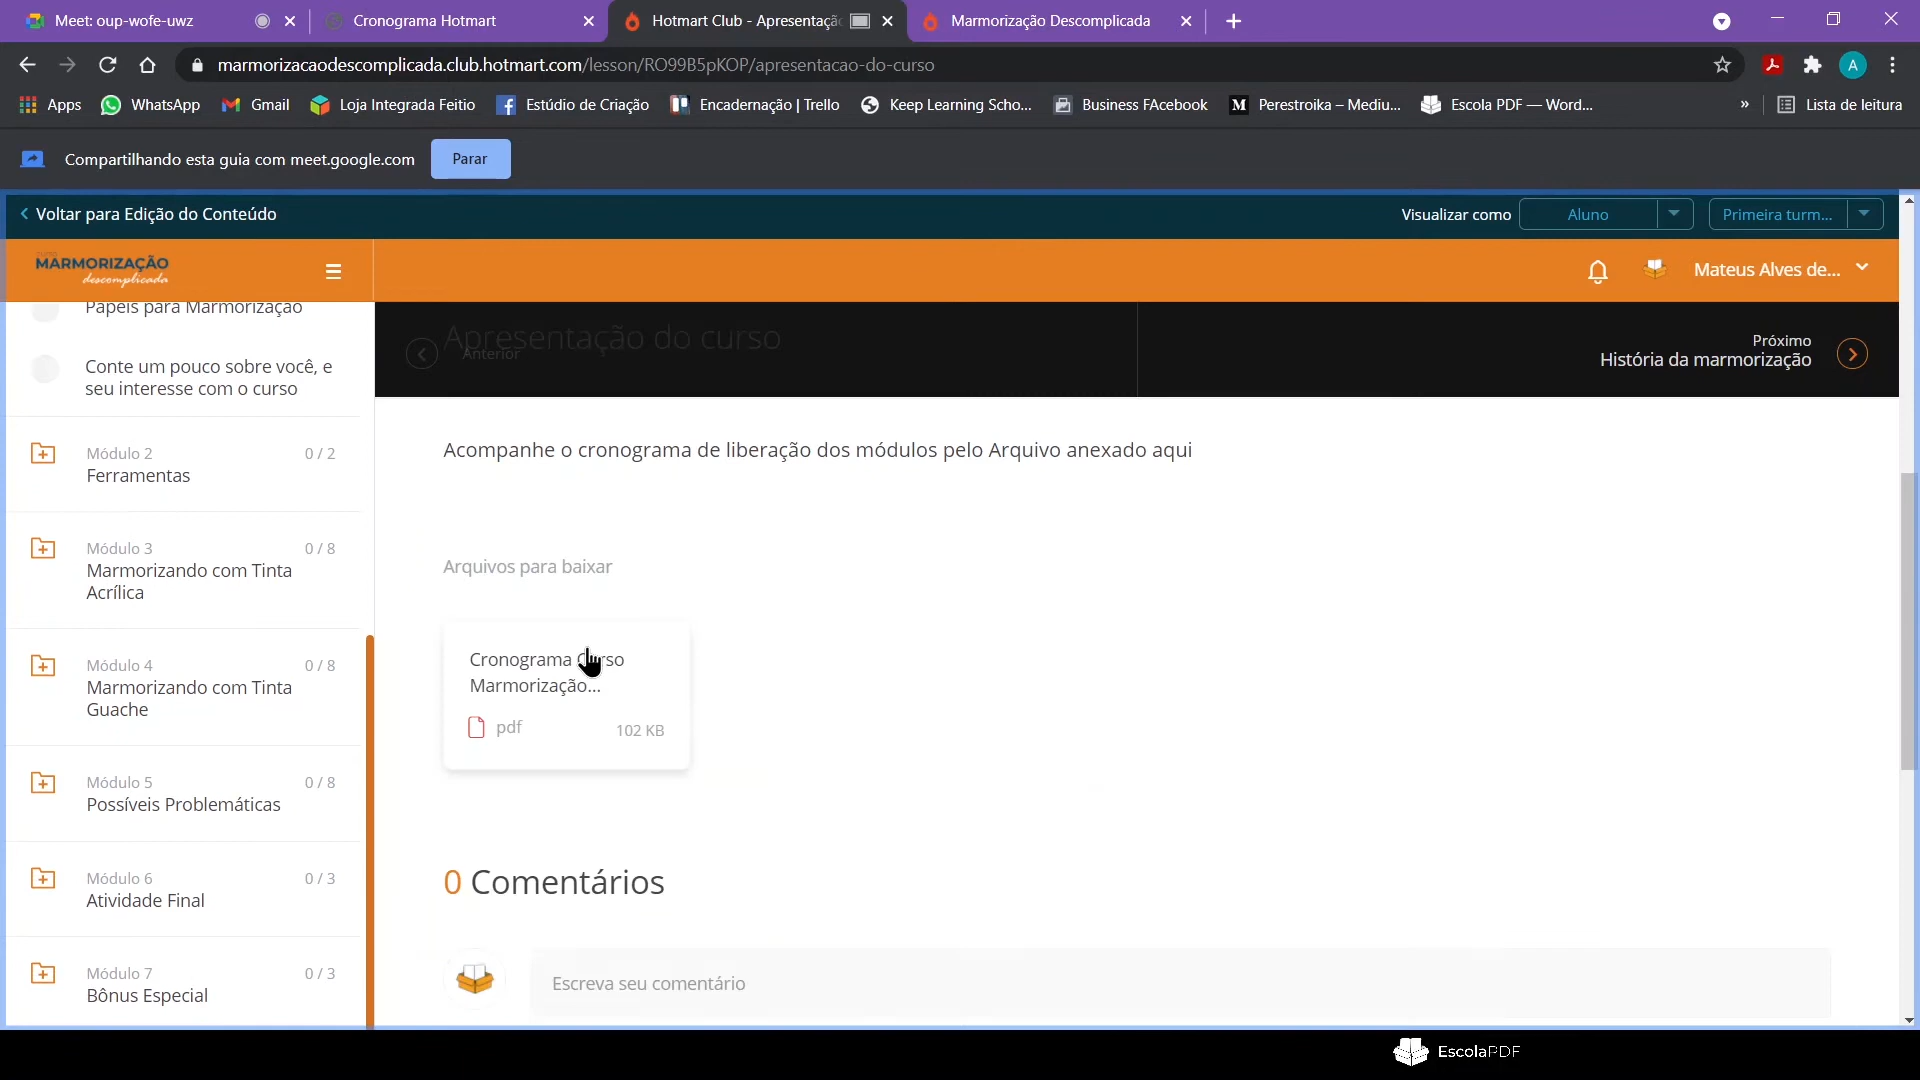 Meet: oup-wofe-uwz
Cronograma Hotmart
Hotmart Club - Apresentaçã
Marmorização Descomplicada
marmorizacaodescomplicada.club.hotmart.com/lesson/RO99B5pKOP/apresentacao-do-curso
A
Apps
WhatsApp
Gmail
Loja Integrada Feitio
Estúdio de Criação
Encadernação | Trello
Keep Learning Scho...
Business FAcebook
M
Perestroika – Mediu...
Escola PDF — Word...
»
Lista de leitura
Compartilhando esta guia com meet.google.com
Parar
Voltar para Edição do Conteúdo
Visualizar como
Aluno
Primeira turm...
MARMORIZAÇÃO
descomplicada
Mateus Alves de...
Papeis para Marmorização
Conte um pouco sobre você, e
seu interesse com o curso
Módulo 2
0 / 2
Ferramentas
Módulo 3
0 / 8
Marmorizando com Tinta
Acrílica
Módulo 4
0 / 8
Marmorizando com Tinta
Guache
Módulo 5
0 / 8
Possíveis Problemáticas
Módulo 6
0 / 3
Atividade Final
Módulo 7
0 / 3
Bônus Especial
Apresentação do curso
Anterior
Próximo
História da marmorização
Acompanhe o cronograma de liberação dos módulos pelo Arquivo anexado aqui
Arquivos para baixar
Cronograma Curso
Marmorização...
pdf
102 KB
0 Comentários
Escreva seu comentário
EscolaPDF